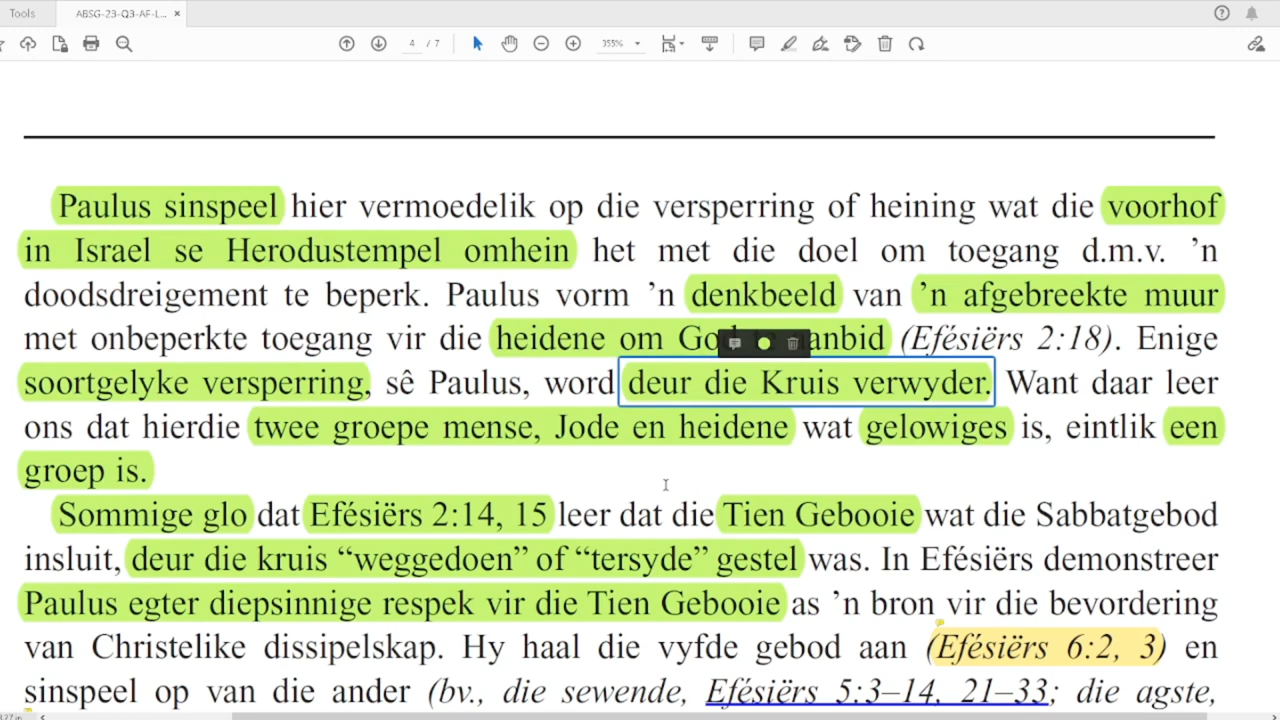 Tools
ABSG-23-Q3-AF-L... ×
4 / 7
355%
Paulus sinspeel hier vermoedelik op die versperring of heining wat die voorhof
in Israel se Herodustempel omhein het met die doel om toegang d.m.v. ’n
doodsdreigement te beperk. Paulus vorm ’n denkbeeld van ’n afgebreekte muur
met onbeperkte toegang vir die heidene om God te aanbid (Efésiërs 2:18). Enige
soortgelyke versperring, sê Paulus, word deur die Kruis verwyder. Want daar leer
ons dat hierdie twee groepe mense, Jode en heidene wat gelowiges is, eintlik een
groep is.
Sommige glo dat Efésiërs 2:14, 15 leer dat die Tien Gebooie wat die Sabbatgebod
insluit, deur die kruis “weggedoen” of “tersyde” gestel was. In Efésiërs demonstreer
Paulus egter diepsinnige respek vir die Tien Gebooie as ’n bron vir die bevordering
van Christelike dissipelskap. Hy haal die vyfde gebod aan (Efésiërs 6:2, 3) en
sinspeel op van die ander (bv., die sewende, Efésiërs 5:3–14, 21–33; die agste,